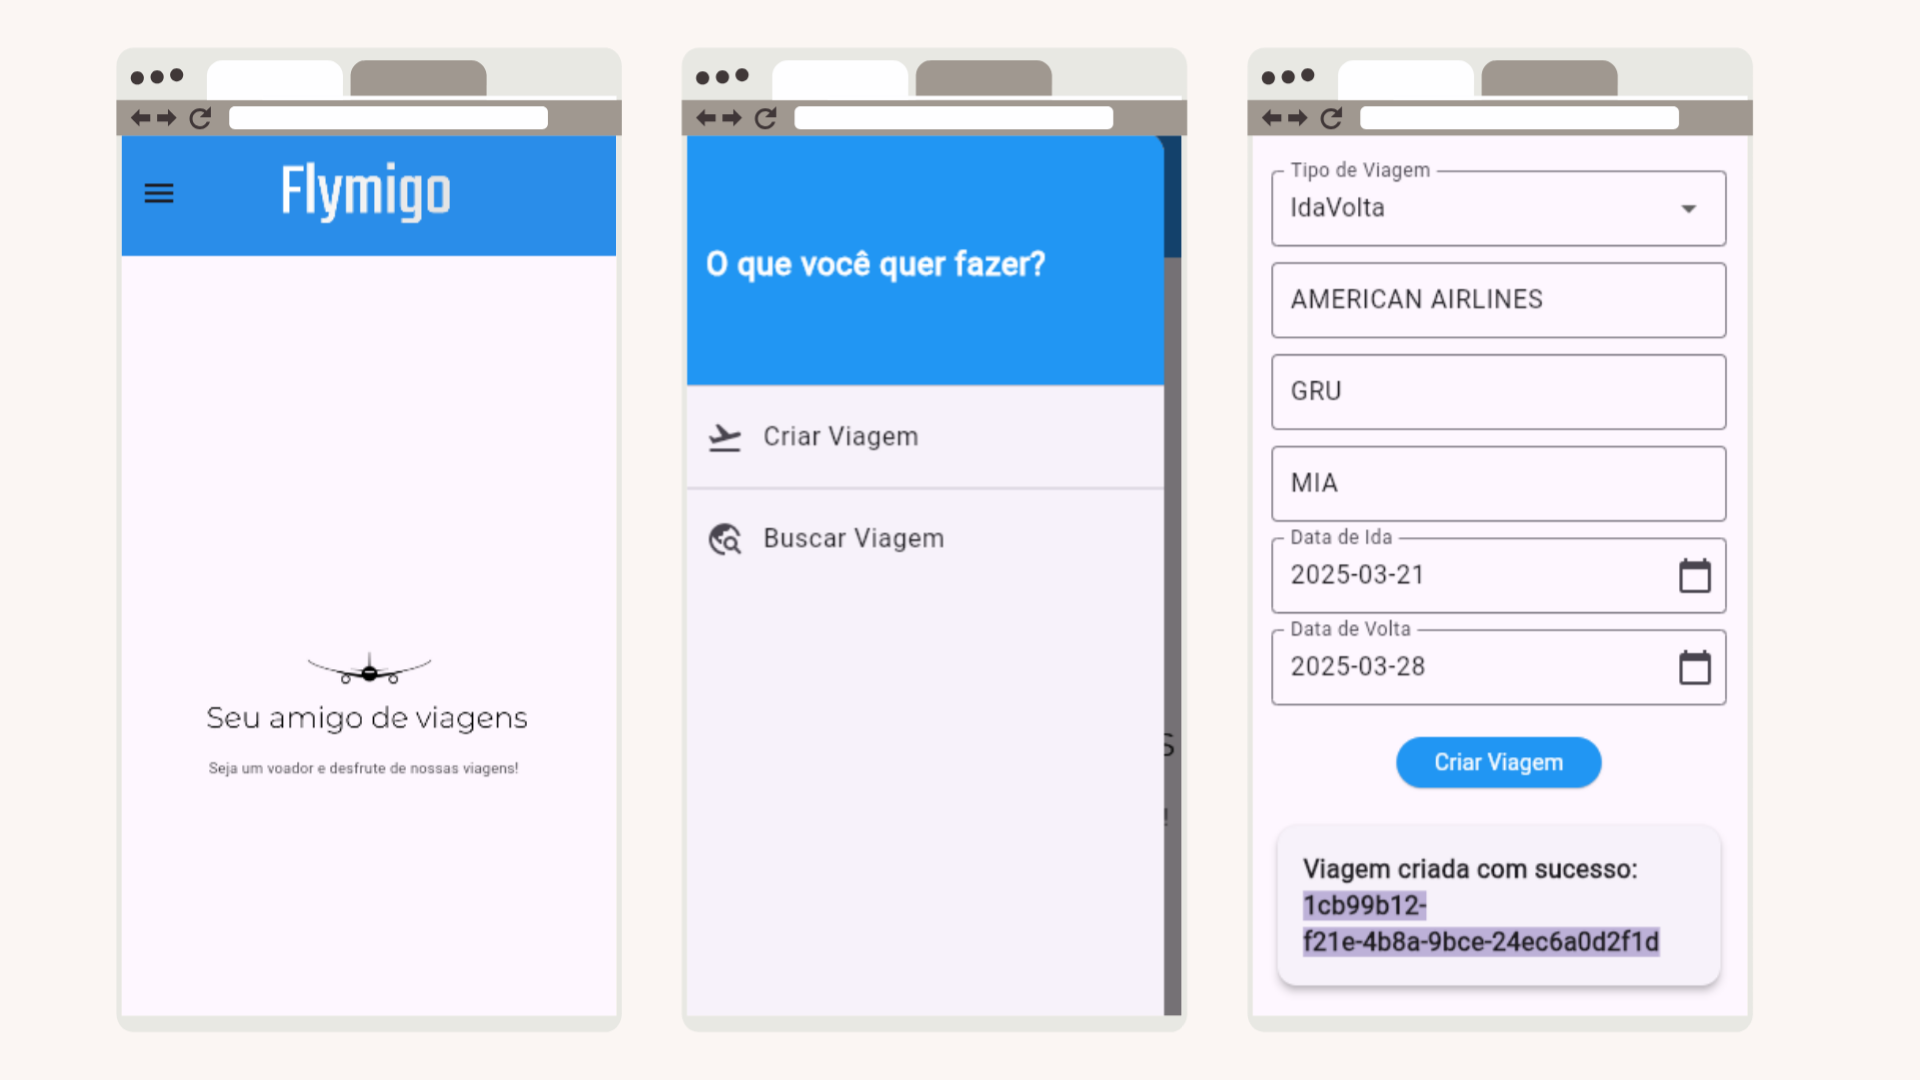 Flymigo
Seu amigo de viagens
Seja um voador e desfrute de nossas viagens!
O que você quer fazer?
Criar Viagem
Buscar Viagem
S
!
Tipo de Viagem
IdaVolta
AMERICAN AIRLINES
GRU
MIA
Data de Ida
2025-03-21
Data de Volta
2025-03-28
Criar Viagem
Viagem criada com sucesso:
1cb99b12-
f21e-4b8a-9bce-24ec6a0d2f1d